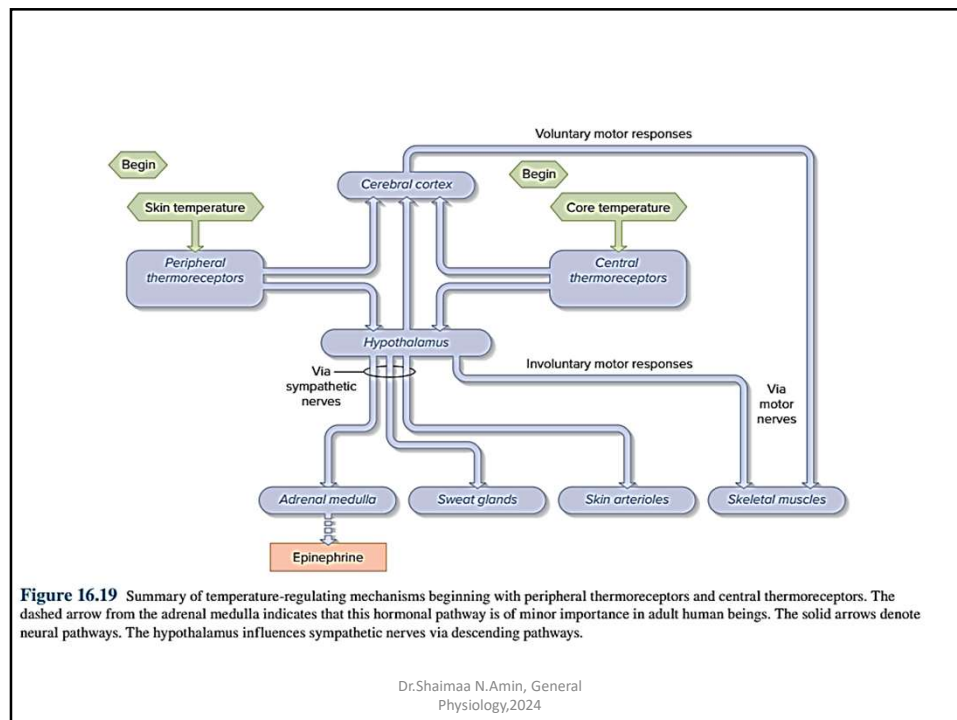 Voluntary motor responses
Begin
Cerebral cortex
Begin
Skin temperature
Core temperature
Peripheral
thermoreceptors
Central
thermoreceptors
Hypothalamus
Via
sympathetic
nerves
Involuntary motor responses
Via
motor
nerves
Adrenal medulla
Sweat glands
Skin arterioles
Skeletal muscles
Epinephrine
Figure 16.19 Summary of temperature-regulating mechanisms beginning with peripheral thermoreceptors and central thermoreceptors. The
dashed arrow from the adrenal medulla indicates that this hormonal pathway is of minor importance in adult human beings. The solid arrows denote
neural pathways. The hypothalamus influences sympathetic nerves via descending pathways.
Dr.Shaimaa N.Amin, General
Physiology,2024